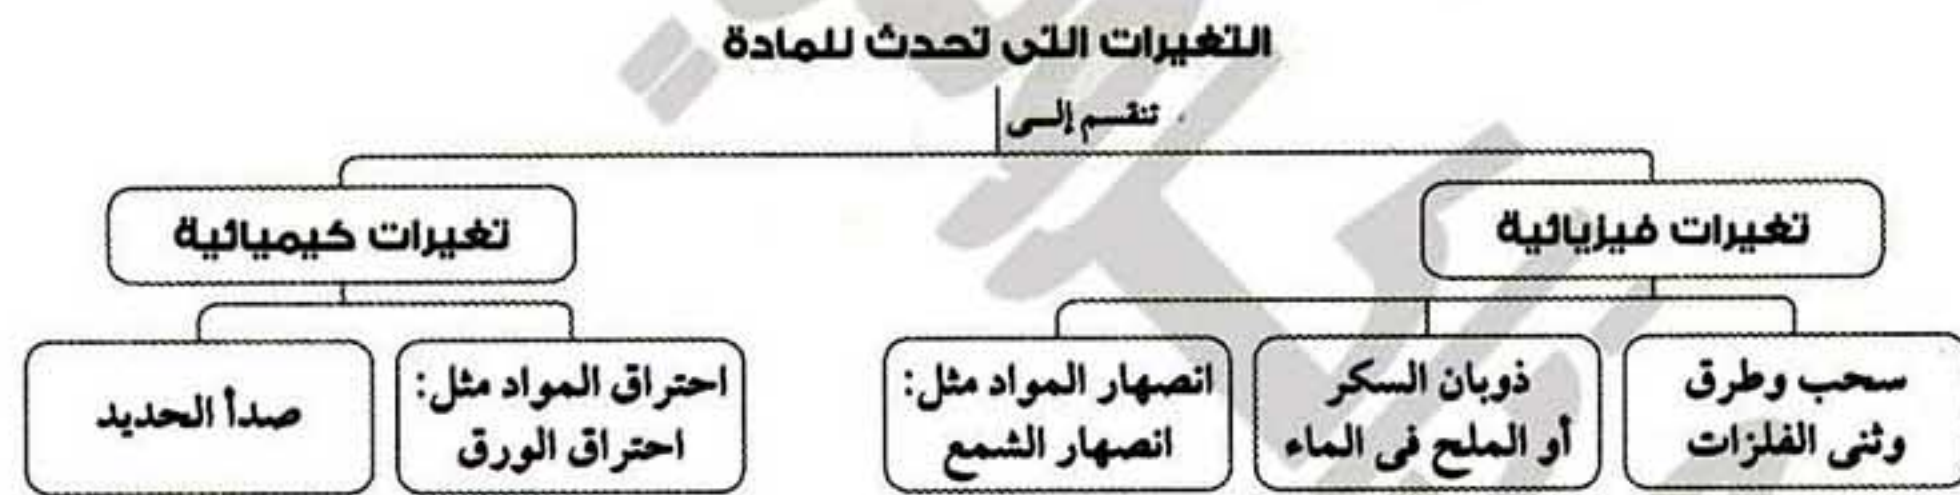 التغيرات التى تحدث للمادة
تنقسم إلى
تغيرات فيزيائية
تغيرات كيميائية
سحب وطرق
وثنى الفلزات
ذوبان السكر
أو الملح فى الماء
انصهار المواد مثل:
انصهار الشمع
احتراق المواد مثل:
احتراق الورق
صدأ الحديد